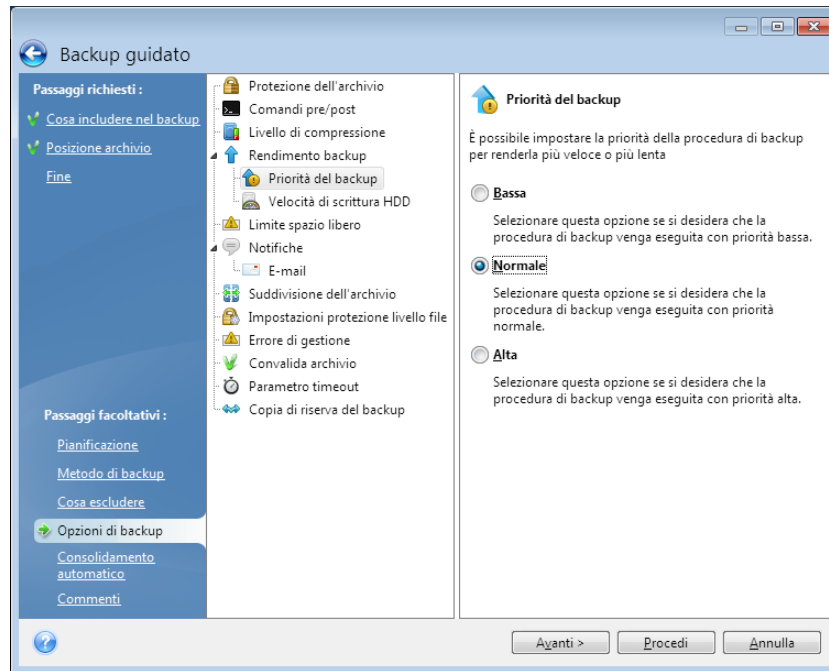 Backup guidato
Passaggi richiesti :
Cosa includere nel backup
Posizione archivio
Fine
Passaggi facoltativi :
Pianificazione
Metodo di backup
Cosa escludere
Opzioni di backup
Consolidamento
automatico
Commenti
Protezione dell'archivio
Comandi pre/post
Livello di compressione
Rendimento backup
Priorità del backup
Velocità di scrittura HDD
Limite spazio libero
Notifiche
E-mail
Suddivisione dell'archivio
Impostazioni protezione livello file
Errore di gestione
Convalida archivio
Parametro timeout
Copia di riserva del backup
Priorità del backup
È possibile impostare la priorità della procedura di backup
per renderla più veloce o più lenta
Bassa
Selezionare questa opzione se si desidera che la
procedura di backup venga eseguita con priorità bassa.
Normale
Selezionare questa opzione se si desidera che la
procedura di backup venga eseguita con priorità
normale.
Alta
Selezionare questa opzione se si desidera che la
procedura di backup venga eseguita con priorità alta.
Avanti >
Procedi
Annulla